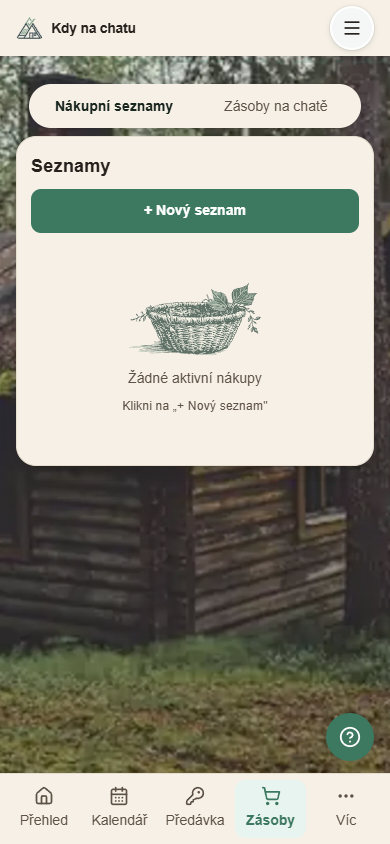 Kdy na chatu
Nákupní seznamy
Zásoby na chatě
Seznamy
+ Nový seznam
Žádné aktivní nákupy
Klikni na „+ Nový seznam"
Přehled
Kalendář
Předávka
Zásoby
Víc